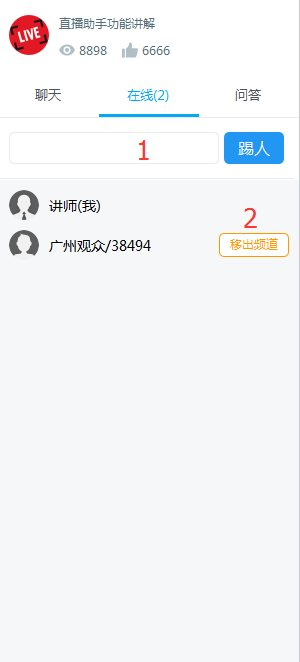 LIVE
直播助手功能讲解
8898 6666
聊天 在线(2) 问答
1 踢人
讲师(我)
2
广州观众/38494 移出频道